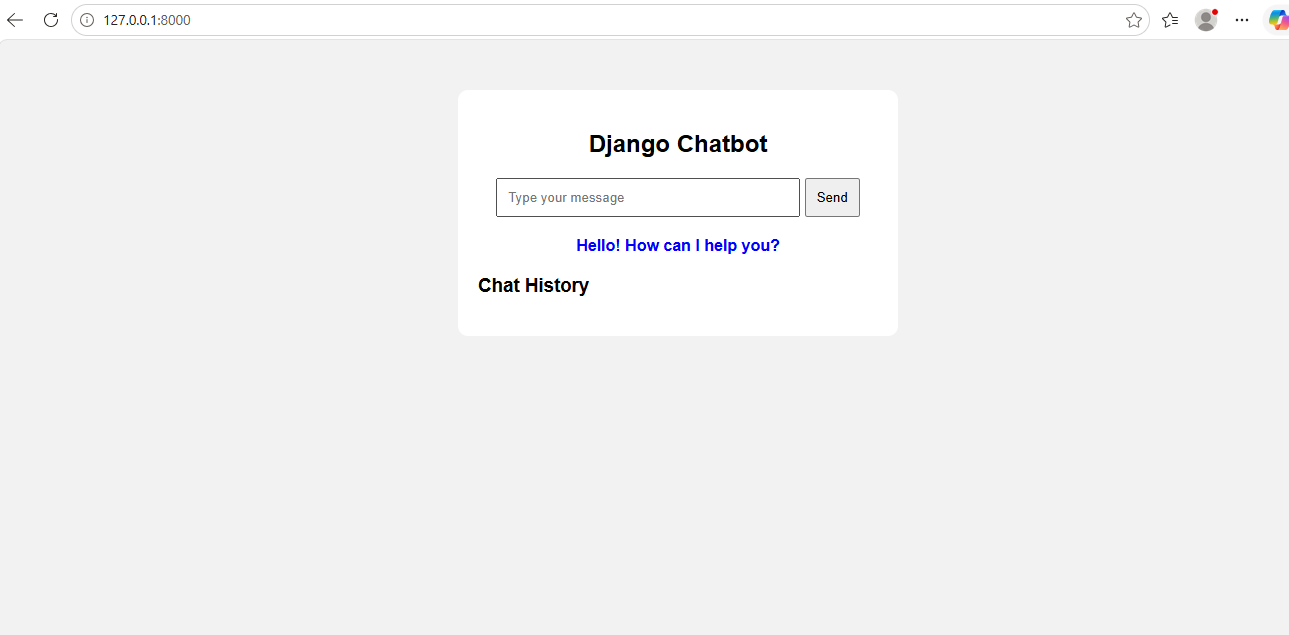 127.0.0.1:8000
Django Chatbot
Type your message
Send
Hello! How can I help you?
Chat History